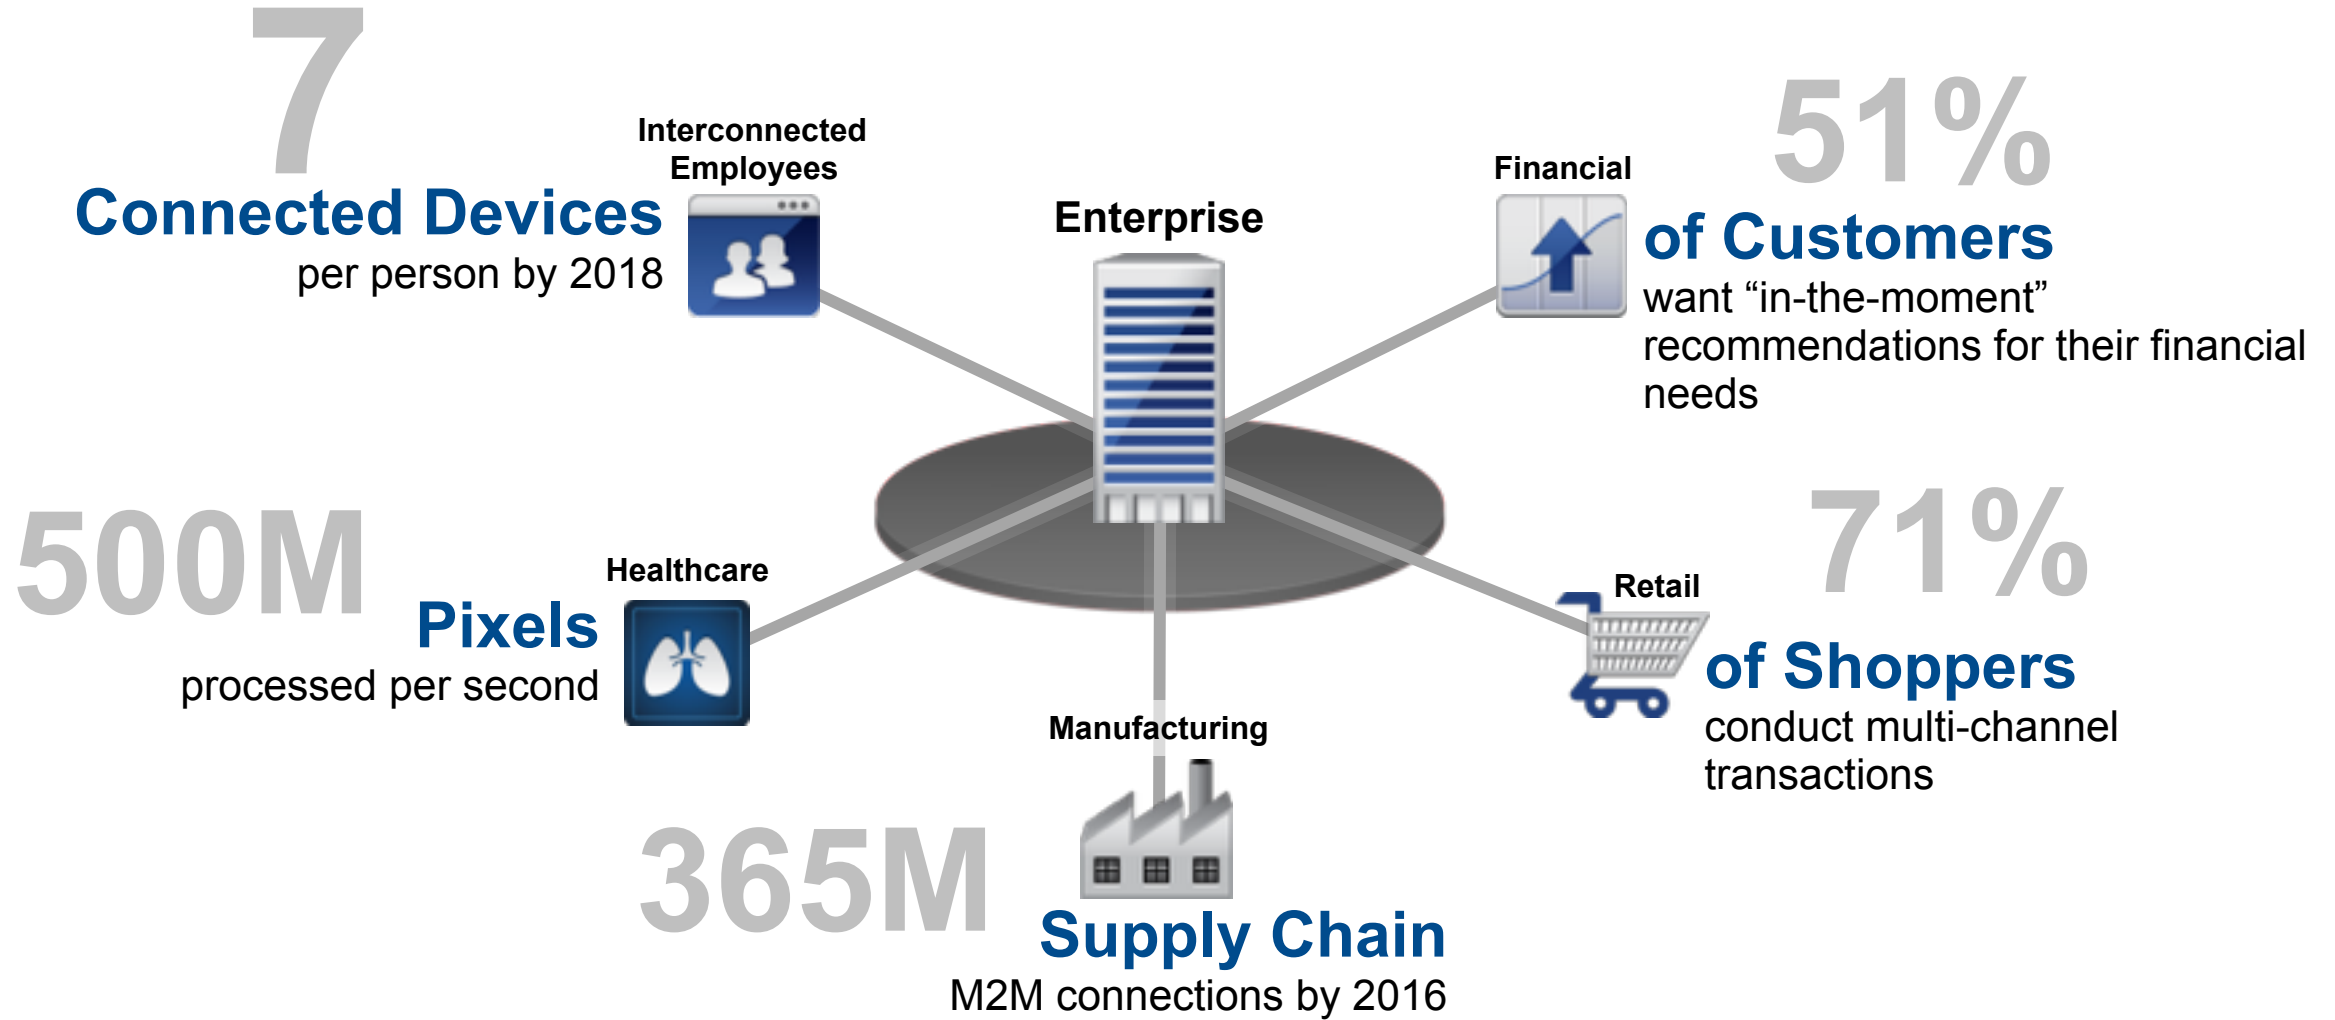 7
Connected Devices
per person by 2018
Interconnected
Employees
Enterprise
Financial
51%
of Customers
want “in-the-moment”
recommendations for their financial
needs
500M
Pixels
processed per second
Healthcare
Retail
71%
of Shoppers
conduct multi-channel
transactions
Manufacturing
365M
Supply Chain
M2M connections by 2016